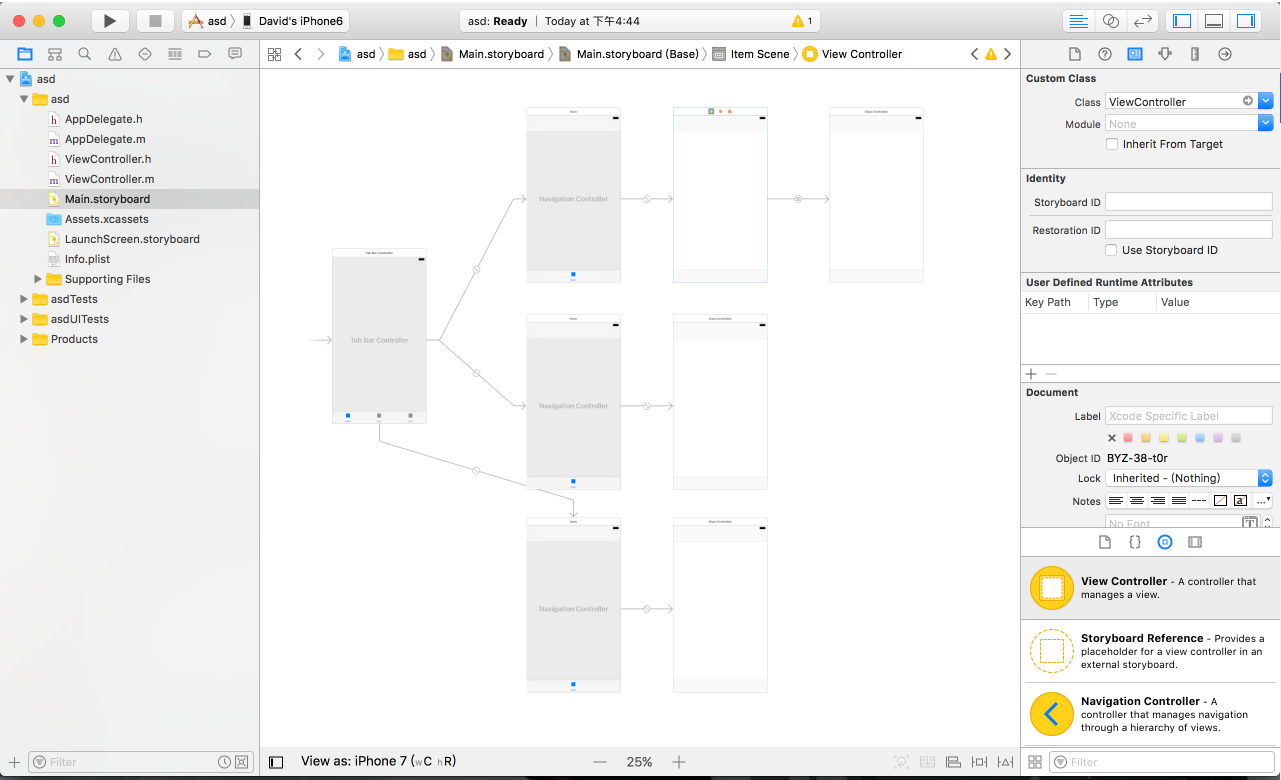 asd
David's iPhone6
asd: Ready | Today at 下午4:44
1
asd
asd
Main.storyboard
Main.storyboard (Base)
Item Scene
View Controller
asd
asd
AppDelegate.h
AppDelegate.m
ViewController.h
ViewController.m
Main.storyboard
Assets.xcassets
LaunchScreen.storyboard
Info.plist
Supporting Files
asdTests
asdUITests
Products
Filter
View Controller
Navigation Controller
Tab Bar Controller
Tab Bar Controller
View Controller
Navigation Controller
View Controller
Navigation Controller
View as: iPhone 7 (wC hR)
25%
Custom Class
Class ViewController
Module None
Inherit From Target
Identity
Storyboard ID
Restoration ID
Use Storyboard ID
User Defined Runtime Attributes
Key Path Type Value
Document
Label Xcode Specific Label
Object ID BYZ-38-t0r
Lock Inherited - (Nothing)
Notes
No Font
View Controller - A controller that
manages a view.
Storyboard Reference - Provides a
placeholder for a view controller in an
external storyboard.
Navigation Controller - A
controller that manages navigation
through a hierarchy of views.
Filter